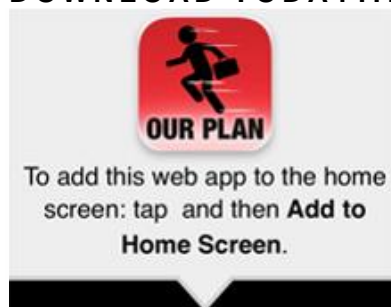 OUR PLAN
To add this web app to the home
screen: tap and then Add to
Home Screen.